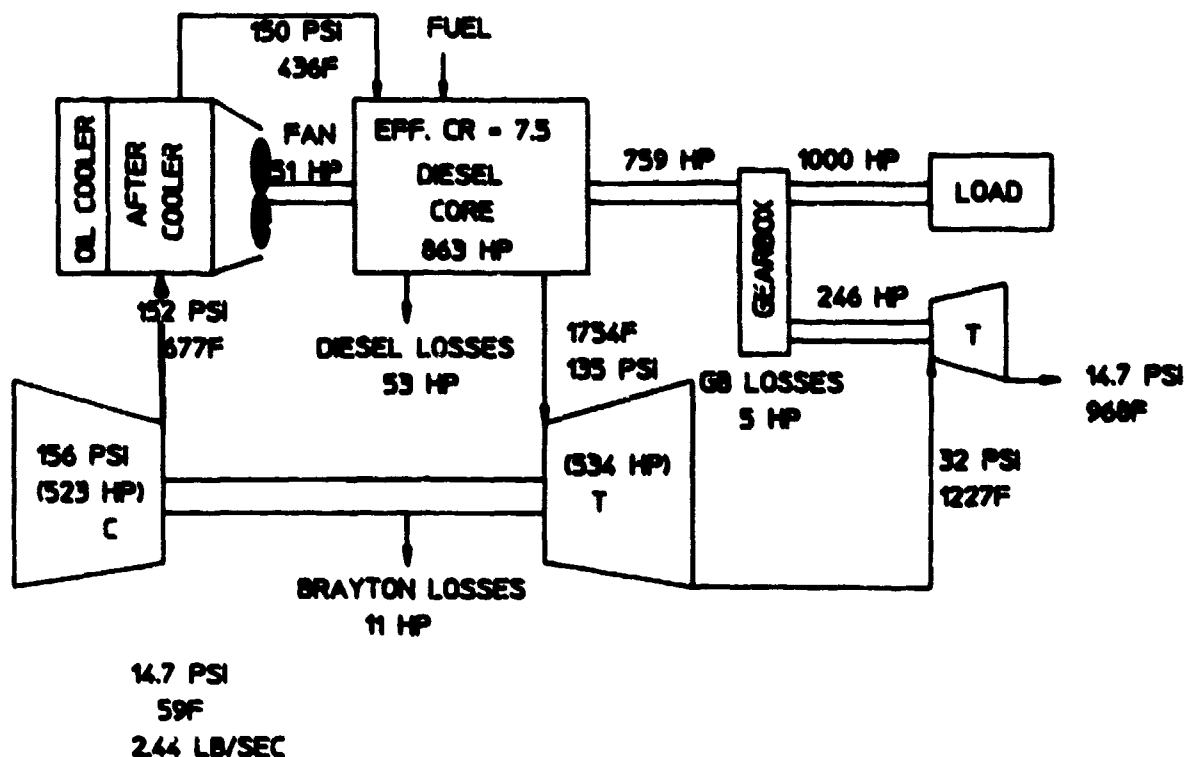 150 PSI
436F
FUEL
OIL COOLER
AFTER
COOLER
FAN
51 HP
EFF. CR = 7.5
DIESEL
CORE
863 HP
759 HP
1000 HP
LOAD
GEARBOX
246 HP
T
152 PSI
677F
DIESEL LOSSES
53 HP
1754F
135 PSI
GB LOSSES
5 HP
14.7 PSI
968F
156 PSI
(523 HP)
C
(534 HP)
T
32 PSI
1227F
BRAYTON LOSSES
11 HP
14.7 PSI
59F
2.44 LB/SEC